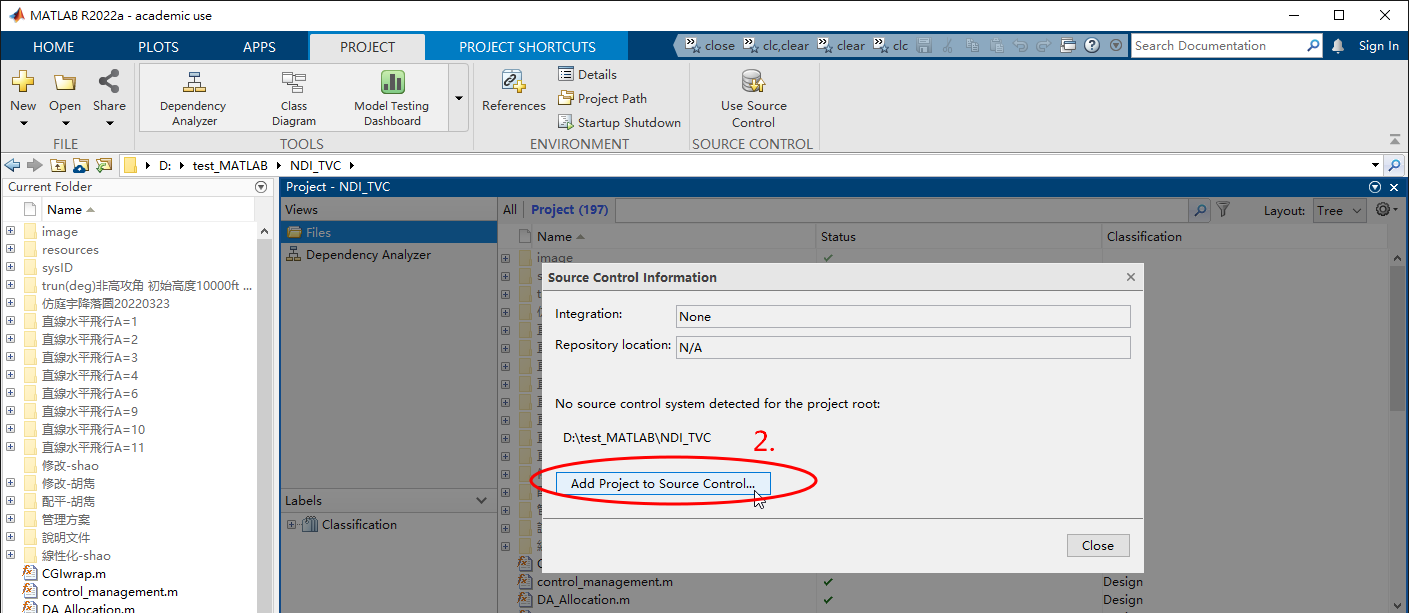 MATLAB R2022a - academic use
HOME PLOTS APPS PROJECT PROJECT SHORTCUTS close clc,clear clear clc Search Documentation Sign In
New Open Share
Dependency Analyzer
Class Diagram
Model Testing Dashboard
References
Details
Project Path
Startup Shutdown
Use Source Control
FILE TOOLS ENVIRONMENT SOURCE CONTROL
D: test_MATLAB NDI_TVC
Current Folder
Name
image
resources
sysID
trun(deg)非高攻角 初始高度10000ft ...
仿庭宇降落圖20220323
直線水平飛行A=1
直線水平飛行A=2
直線水平飛行A=3
直線水平飛行A=4
直線水平飛行A=6
直線水平飛行A=9
直線水平飛行A=10
直線水平飛行A=11
修改-shao
修改-胡雋
配平-胡雋
管理方案
說明文件
線性化-shao
CGIwrap.m
control_management.m
DA_Allocation.m
Project - NDI_TVC
Views
Files
Dependency Analyzer
Labels
Classification
All Project (197) Layout: Tree
Name Status Classification
image
Source Control Information
Integration: None
Repository location: N/A
No source control system detected for the project root:
D:\test_MATLAB\NDI_TVC
2.
Add Project to Source Control...
Close
control_management.m Design
DA_Allocation.m Design